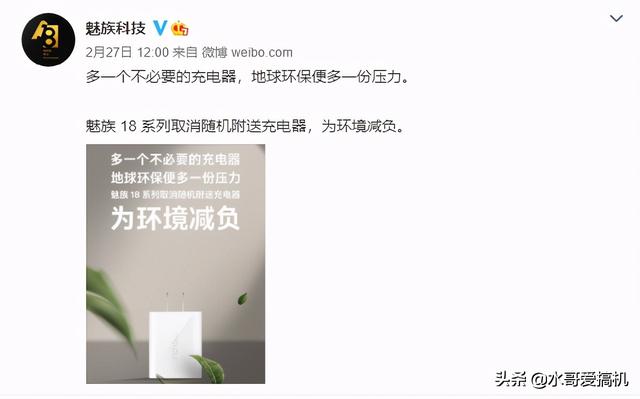 魅族科技
2月27日 12:00 来自 微博 weibo.com
多一个不必要的充电器，地球环保便多一份压力。
魅族 18 系列取消随机附送充电器，为环境减负。
多一个不必要的充电器
地球环保便多一份压力
魅族 18 系列取消随机附送充电器
为环境减负
头条 @水哥爱搞机